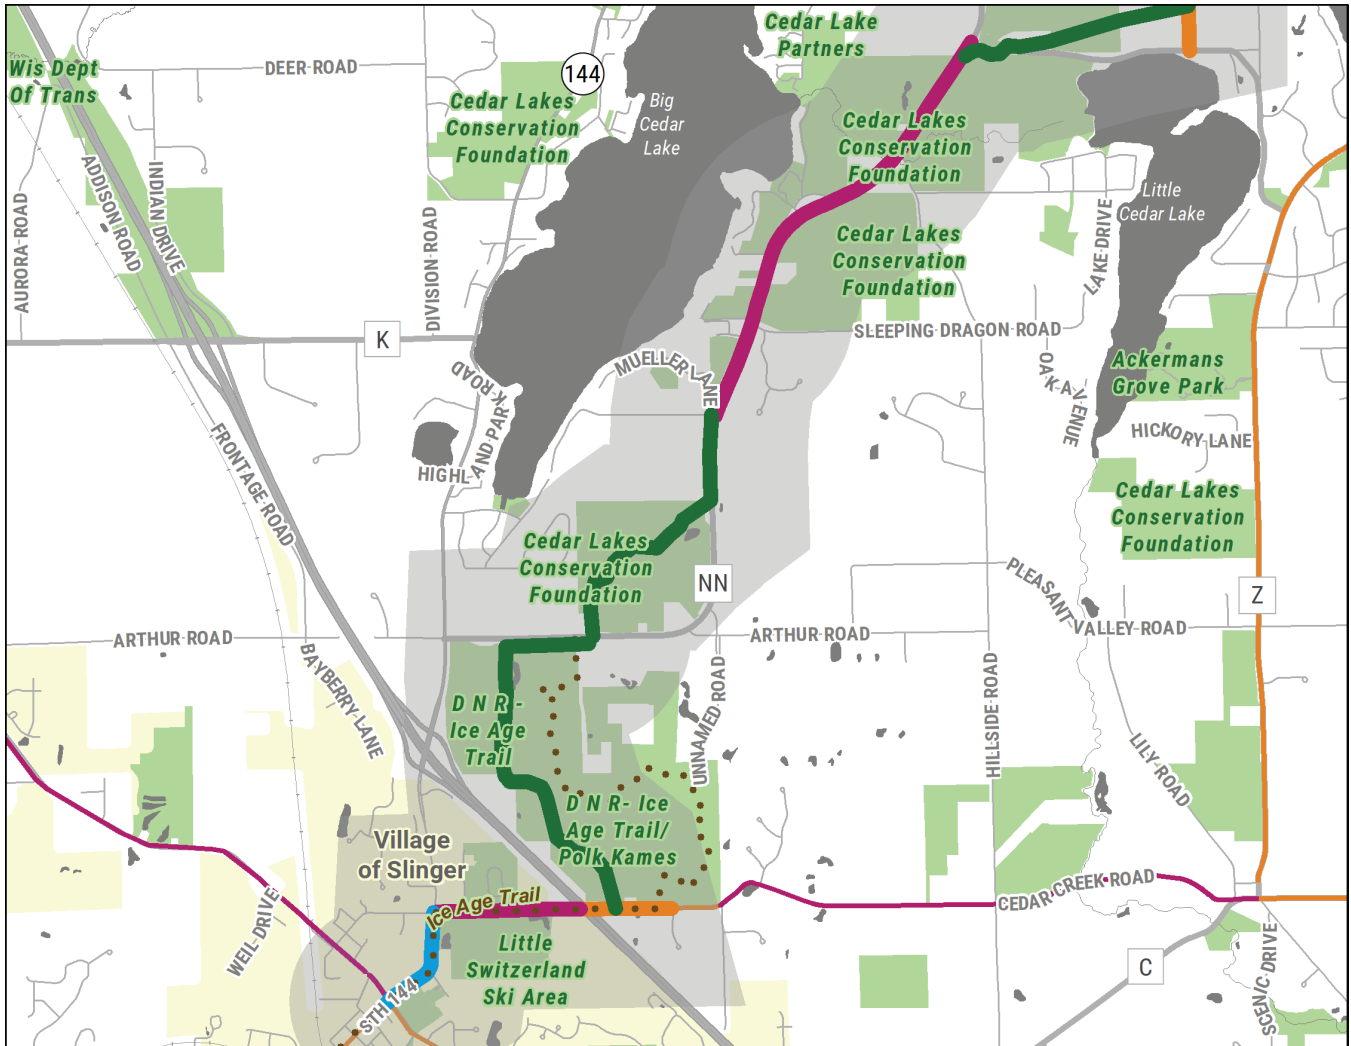 Cedar Lake
Partners
Wis Dept
Of Trans
DEER ROAD
144
Cedar Lakes
Conservation
Foundation
Big
Cedar
Lake
Cedar Lakes
Conservation
Foundation
AURORA ROAD
ADDISON ROAD
INDIAN DRIVE
DIVISION ROAD
Little
Cedar Lake
LAKE DRIVE
Cedar Lakes
Conservation
Foundation
K
SLEEPING DRAGON ROAD
MUELLER LANE
OAK AVENUE
Ackermans
Grove Park
HIGHLAND PARK ROAD
HICKORY LANE
FRONTAGE ROAD
Cedar Lakes
Conservation
Foundation
Cedar Lakes
Conservation
Foundation
NN
Z
PLEASANT VALLEY ROAD
ARTHUR ROAD
ARTHUR ROAD
BAYBERRY LANE
UNNAMED ROAD
HILLSIDE ROAD
D N R -
Ice Age
Trail
LILY ROAD
D N R - Ice
Age Trail/
Polk Kames
Village
of Slinger
Ice Age Trail
CEDAR CREEK ROAD
WEIL DRIVE
Little
Switzerland
Ski Area
C
SCENIC DRIVE
STH 144